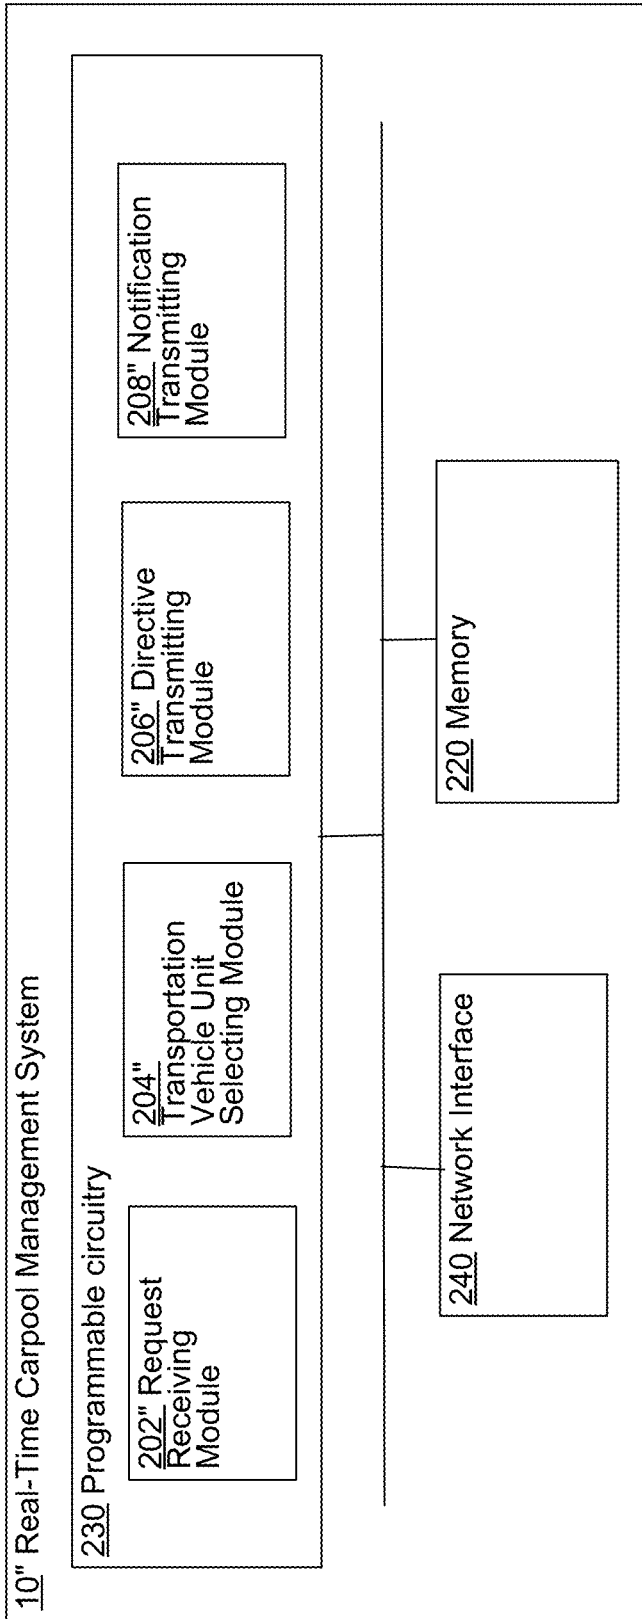 10" Real-Time Carpool Management System
230 Programmable circuitry
202" Request
Receiving
Module
204"
Transportation
Vehicle Unit
Selecting Module
206" Directive
Transmitting
Module
208" Notification
Transmitting
Module
240 Network Interface
220 Memory